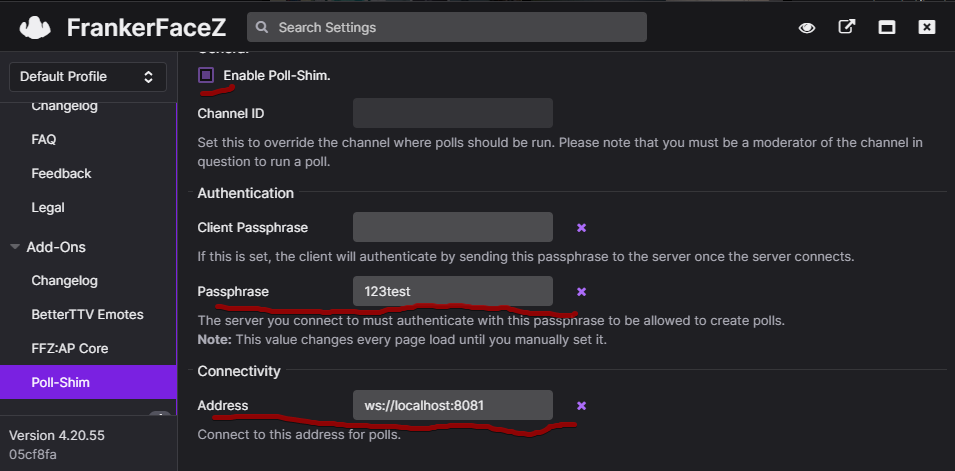 FrankerFaceZ
Search Settings
Default Profile
Changelog
FAQ
Feedback
Legal
Add-Ons
Changelog
BetterTTV Emotes
FFZ:AP Core
Poll-Shim
Version 4.20.55
05cf8fa
General
Enable Poll-Shim.
Channel ID
Set this to override the channel where polls should be run. Please note that you must be a moderator of the channel in
question to run a poll.
Authentication
Client Passphrase
If this is set, the client will authenticate by sending this passphrase to the server once the server connects.
Passphrase
123test
The server you connect to must authenticate with this passphrase to be allowed to create polls.
Note: This value changes every page load until you manually set it.
Connectivity
Address
ws://localhost:8081
Connect to this address for polls.